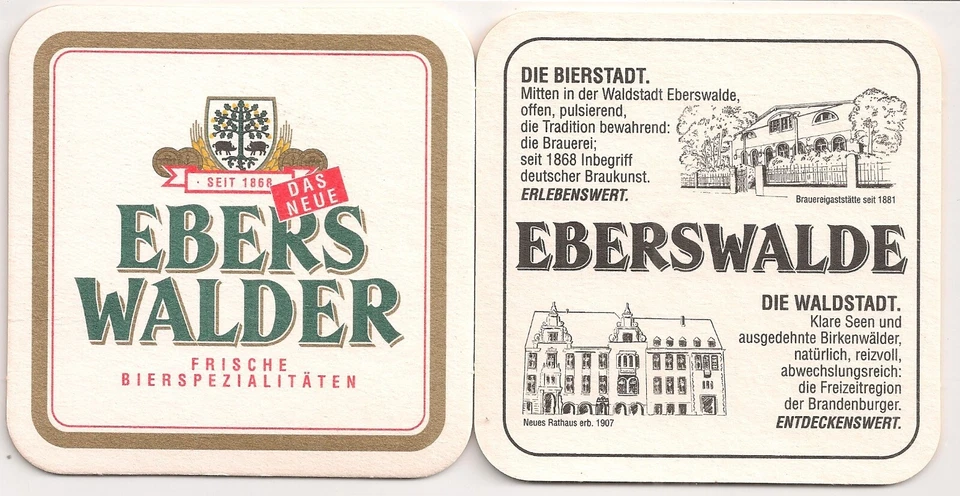 · SEIT 1868
DAS
NEUE
EBERS
WALDER
FRISCHE
BIERSPEZIALITÄTEN
DIE BIERSTADT.
Mitten in der Waldstadt Eberswalde,
offen, pulsierend,
die Tradition bewahrend:
die Brauerei;
seit 1868 Inbegriff
deutscher Braukunst.
ERLEBENSWERT.
Brauereigaststätte seit 1881
EBERSWALDE
DIE WALDSTADT.
Klare Seen und
ausgedehnte Birkenwälder,
natürlich, reizvoll,
abwechslungsreich:
die Freizeitregion
der Brandenburger.
ENTDECKENSWERT.
Neues Rathaus erb. 1907